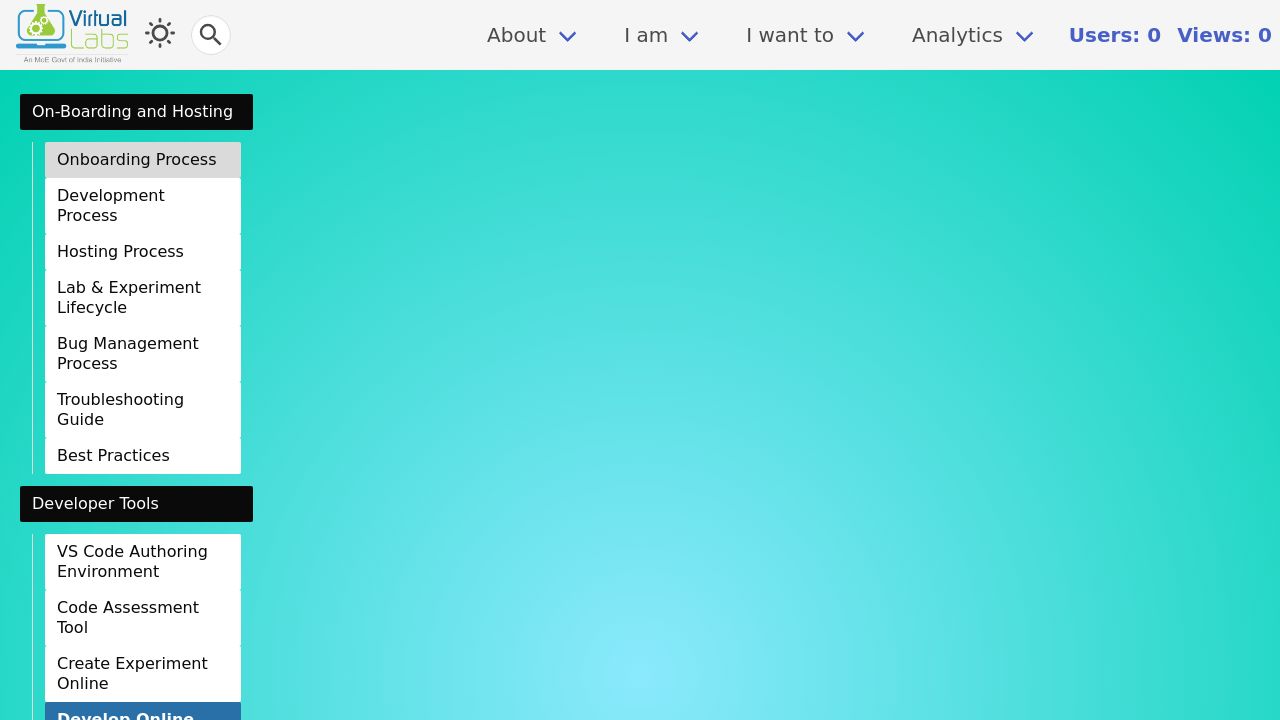 Virtual
Labs
An MoE Govt of India Initiative
About
I am
I want to
Analytics
Users: 0
Views: 0
On-Boarding and Hosting
Onboarding Process
Development
Process
Hosting Process
Lab & Experiment
Lifecycle
Bug Management
Process
Troubleshooting
Guide
Best Practices
Developer Tools
VS Code Authoring
Environment
Code Assessment
Tool
Create Experiment
Online
Develop Online